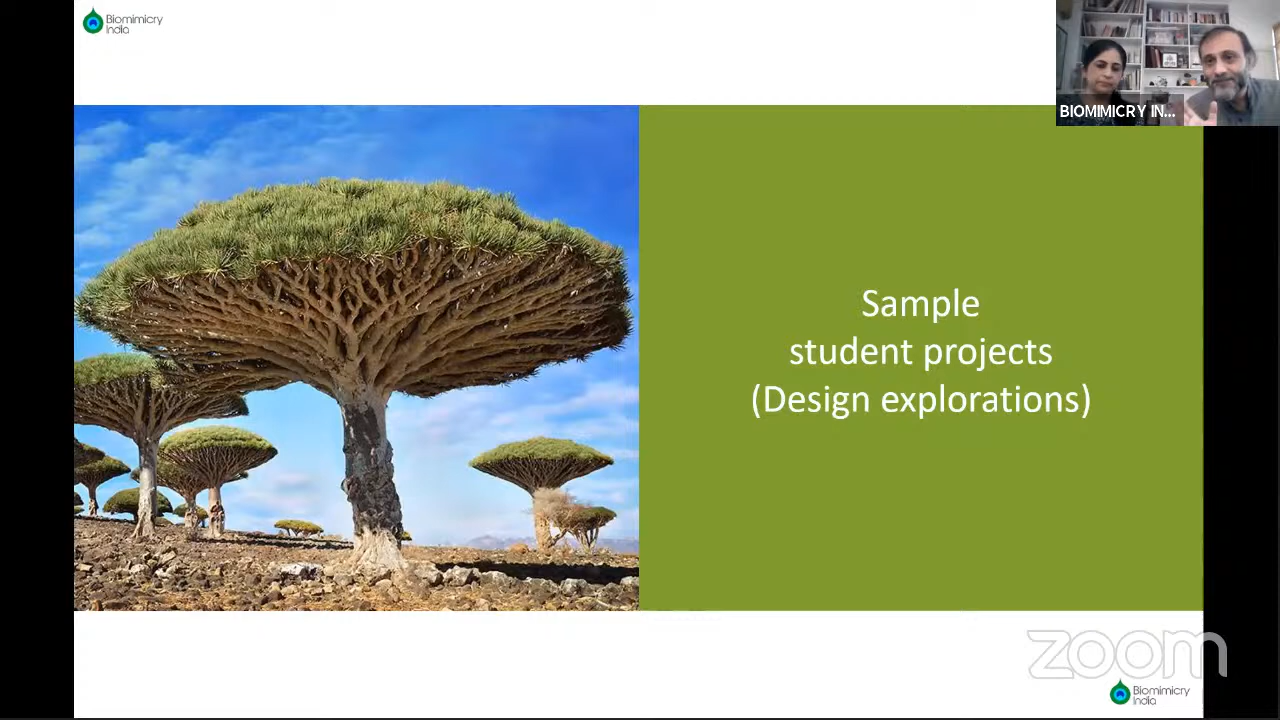 Biomimicry
India
BIOMIMICRY IN...
Sample
student projects
(Design explorations)
zoom
Biomimicry
India